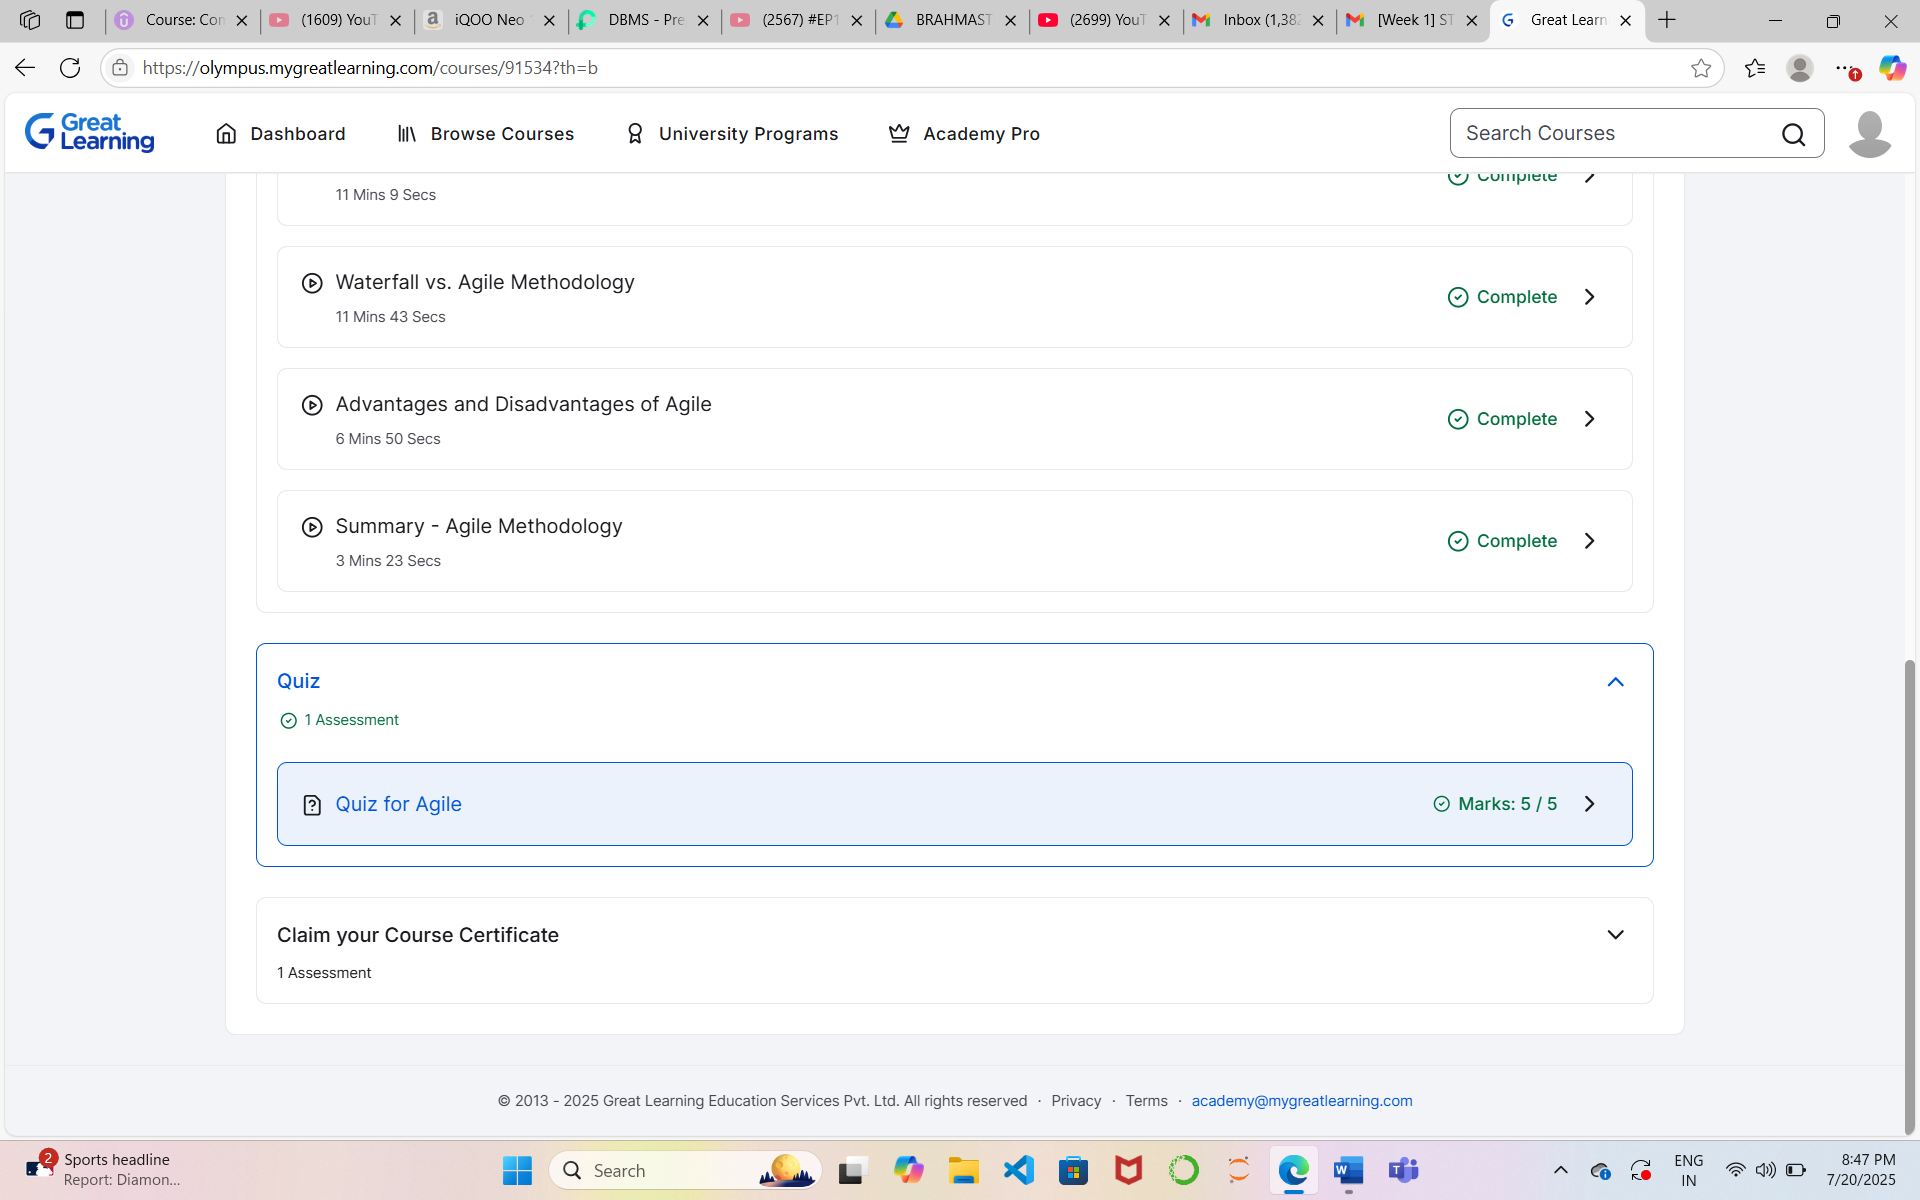 Course: Con
(1609) YouT
iQOO Neo
DBMS - Pre
(2567) #EP1
BRAHMAST
(2699) YouT
Inbox (1,382
[Week 1] ST
Great Learn
https://olympus.mygreatlearning.com/courses/91534?th=b
Great Learning
Dashboard
Browse Courses
University Programs
Academy Pro
Search Courses
11 Mins 9 Secs
Complete
Waterfall vs. Agile Methodology
11 Mins 43 Secs
Complete
Advantages and Disadvantages of Agile
6 Mins 50 Secs
Complete
Summary - Agile Methodology
3 Mins 23 Secs
Complete
Quiz
1 Assessment
Quiz for Agile
Marks: 5 / 5
Claim your Course Certificate
1 Assessment
© 2013 - 2025 Great Learning Education Services Pvt. Ltd. All rights reserved · Privacy · Terms · academy@mygreatlearning.com
2
Sports headline
Report: Diamon...
Search
ENG
IN
8:47 PM
7/20/2025